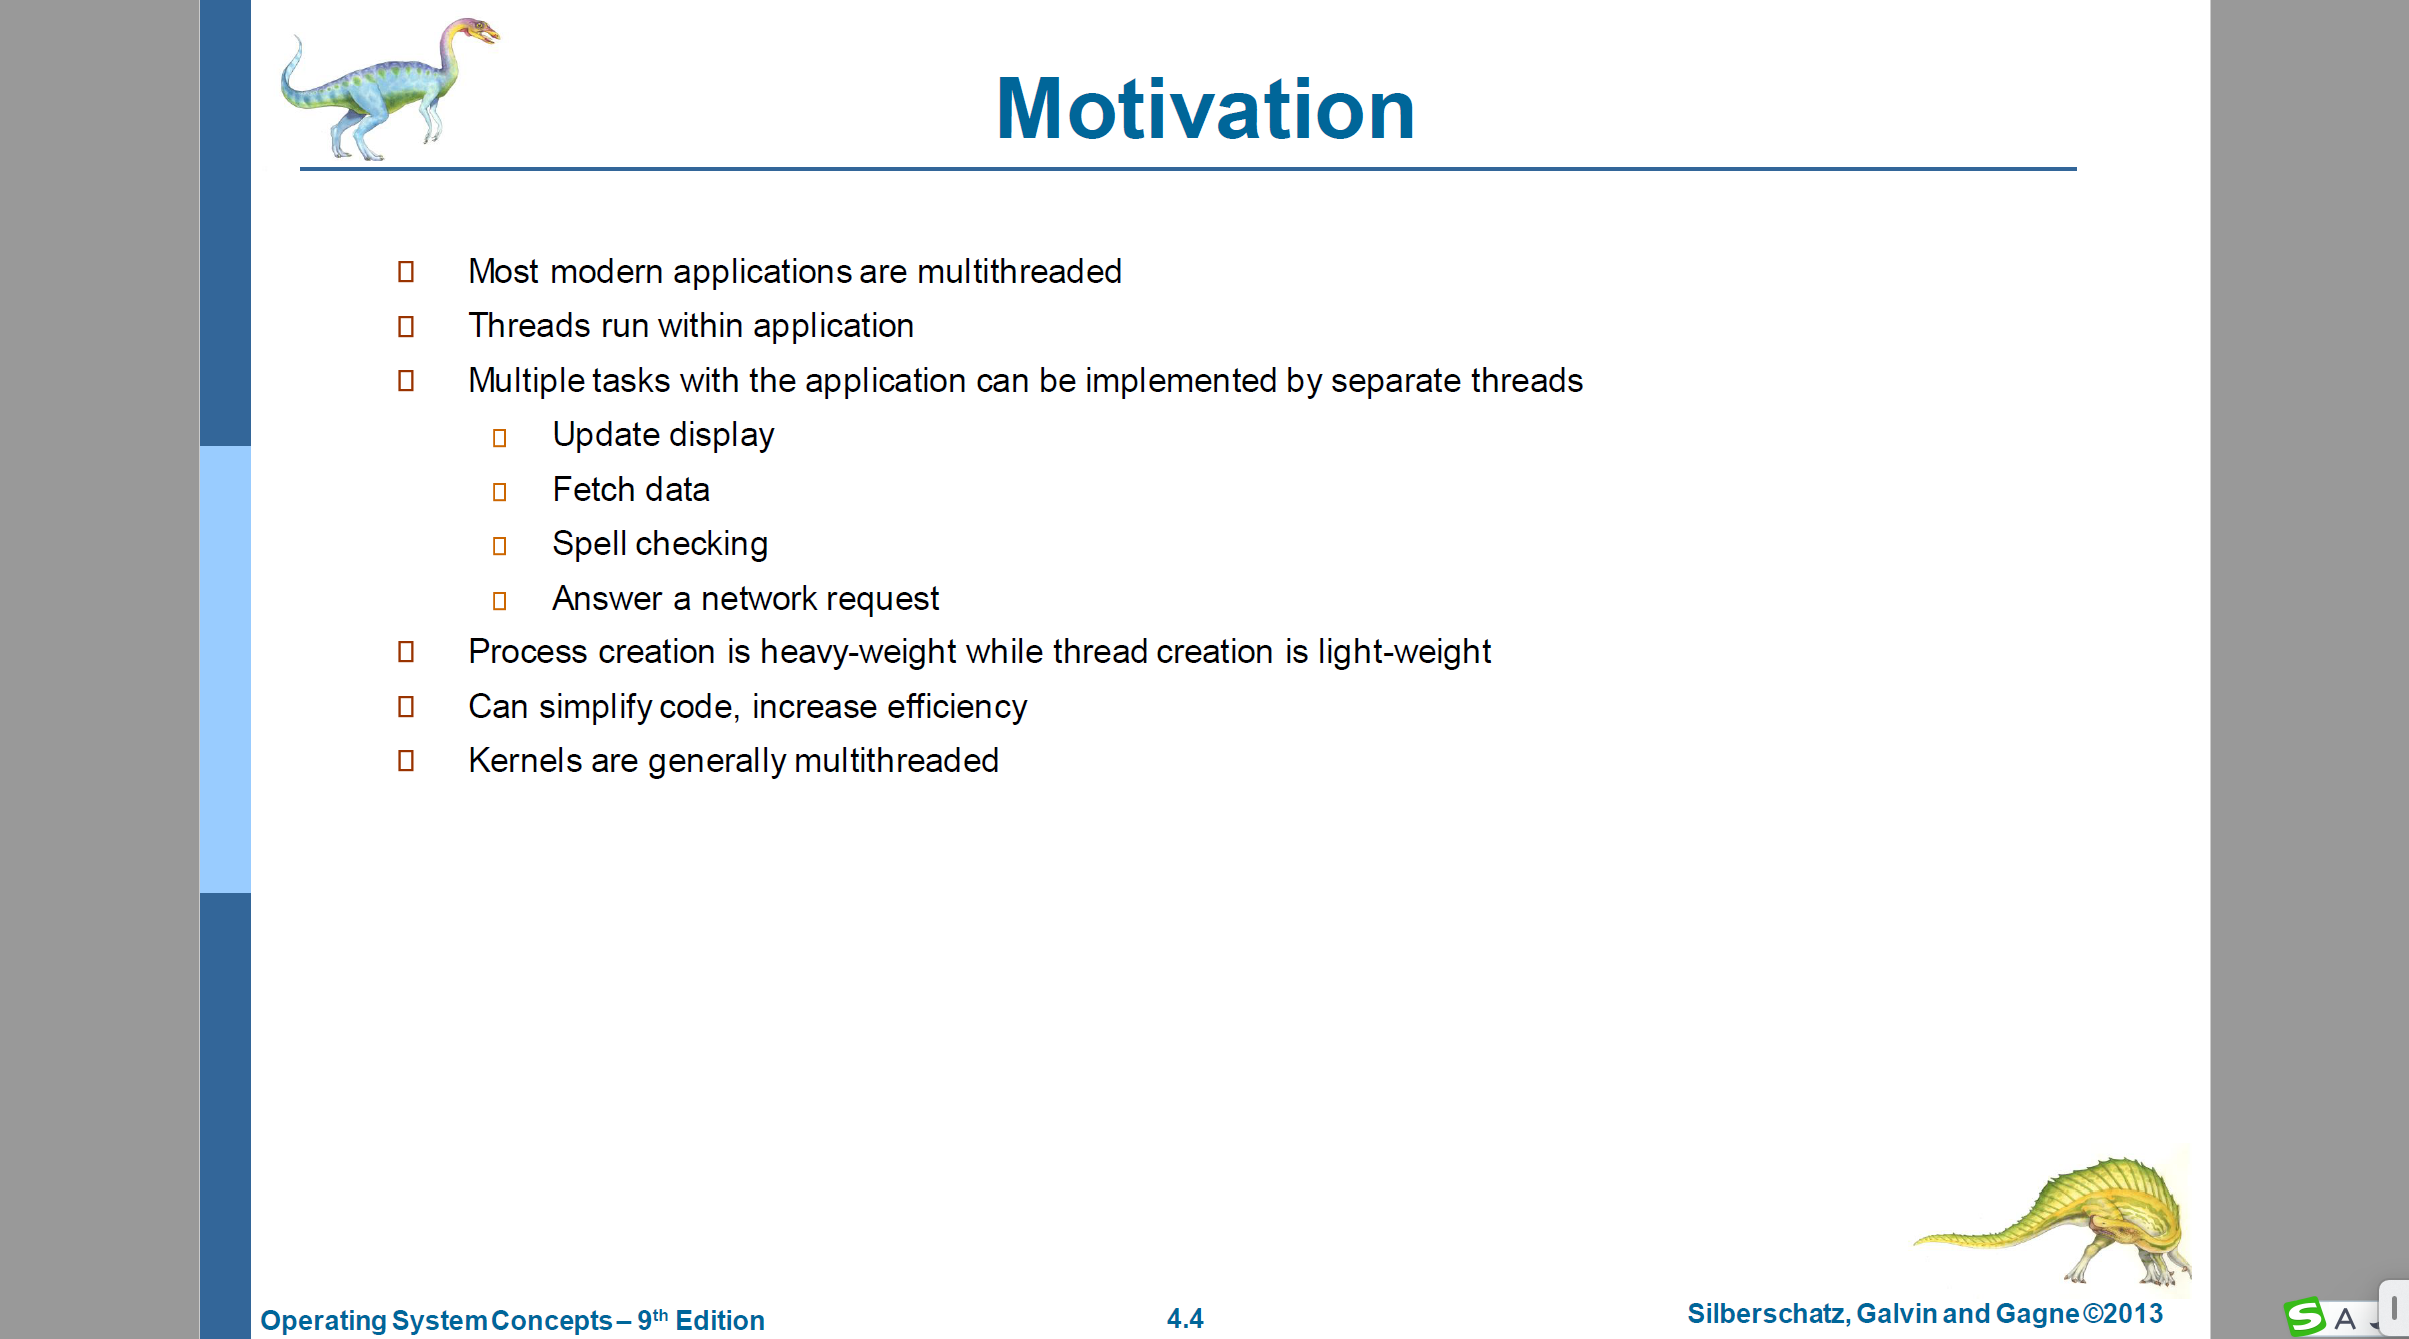 Motivation
Most modern applications are multithreaded
Threads run within application
Multiple tasks with the application can be implemented by separate threads
Update display
Fetch data
Spell checking
Answer a network request
Process creation is heavy-weight while thread creation is light-weight
Can simplify code, increase efficiency
Kernels are generally multithreaded
Operating System Concepts – 9th Edition
4.4
Silberschatz, Galvin and Gagne ©2013
S A